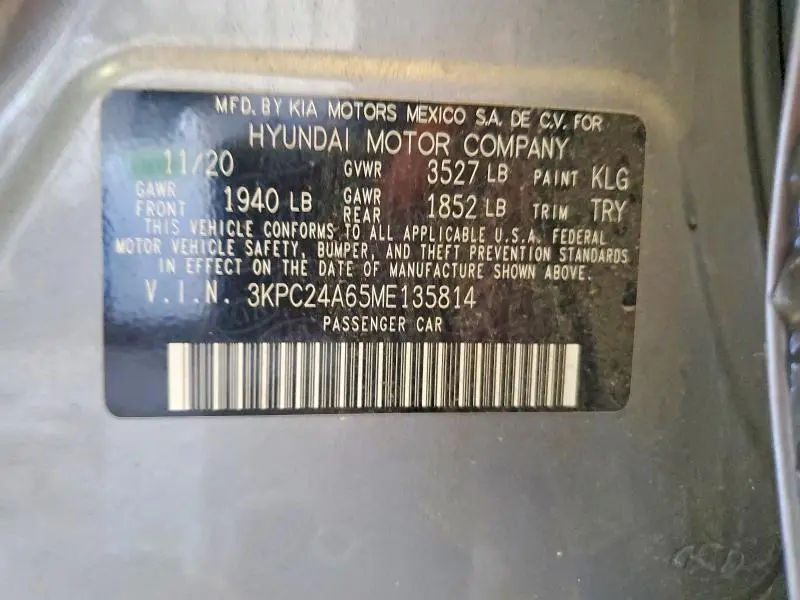 MFD. BY KIA MOTORS MEXICO S.A. DE C.V. FOR
HYUNDAI MOTOR COMPANY
11/20 GVWR 3527 LB PAINT KLG
GAWR FRONT 1940 LB GAWR REAR 1852 LB TRIM TRY
THIS VEHICLE CONFORMS TO ALL APPLICABLE U.S.A. FEDERAL
MOTOR VEHICLE SAFETY, BUMPER, AND THEFT PREVENTION STANDARDS
IN EFFECT ON THE DATE OF MANUFACTURE SHOWN ABOVE.
V.I.N. 3KPC24A65ME135814
PASSENGER CAR